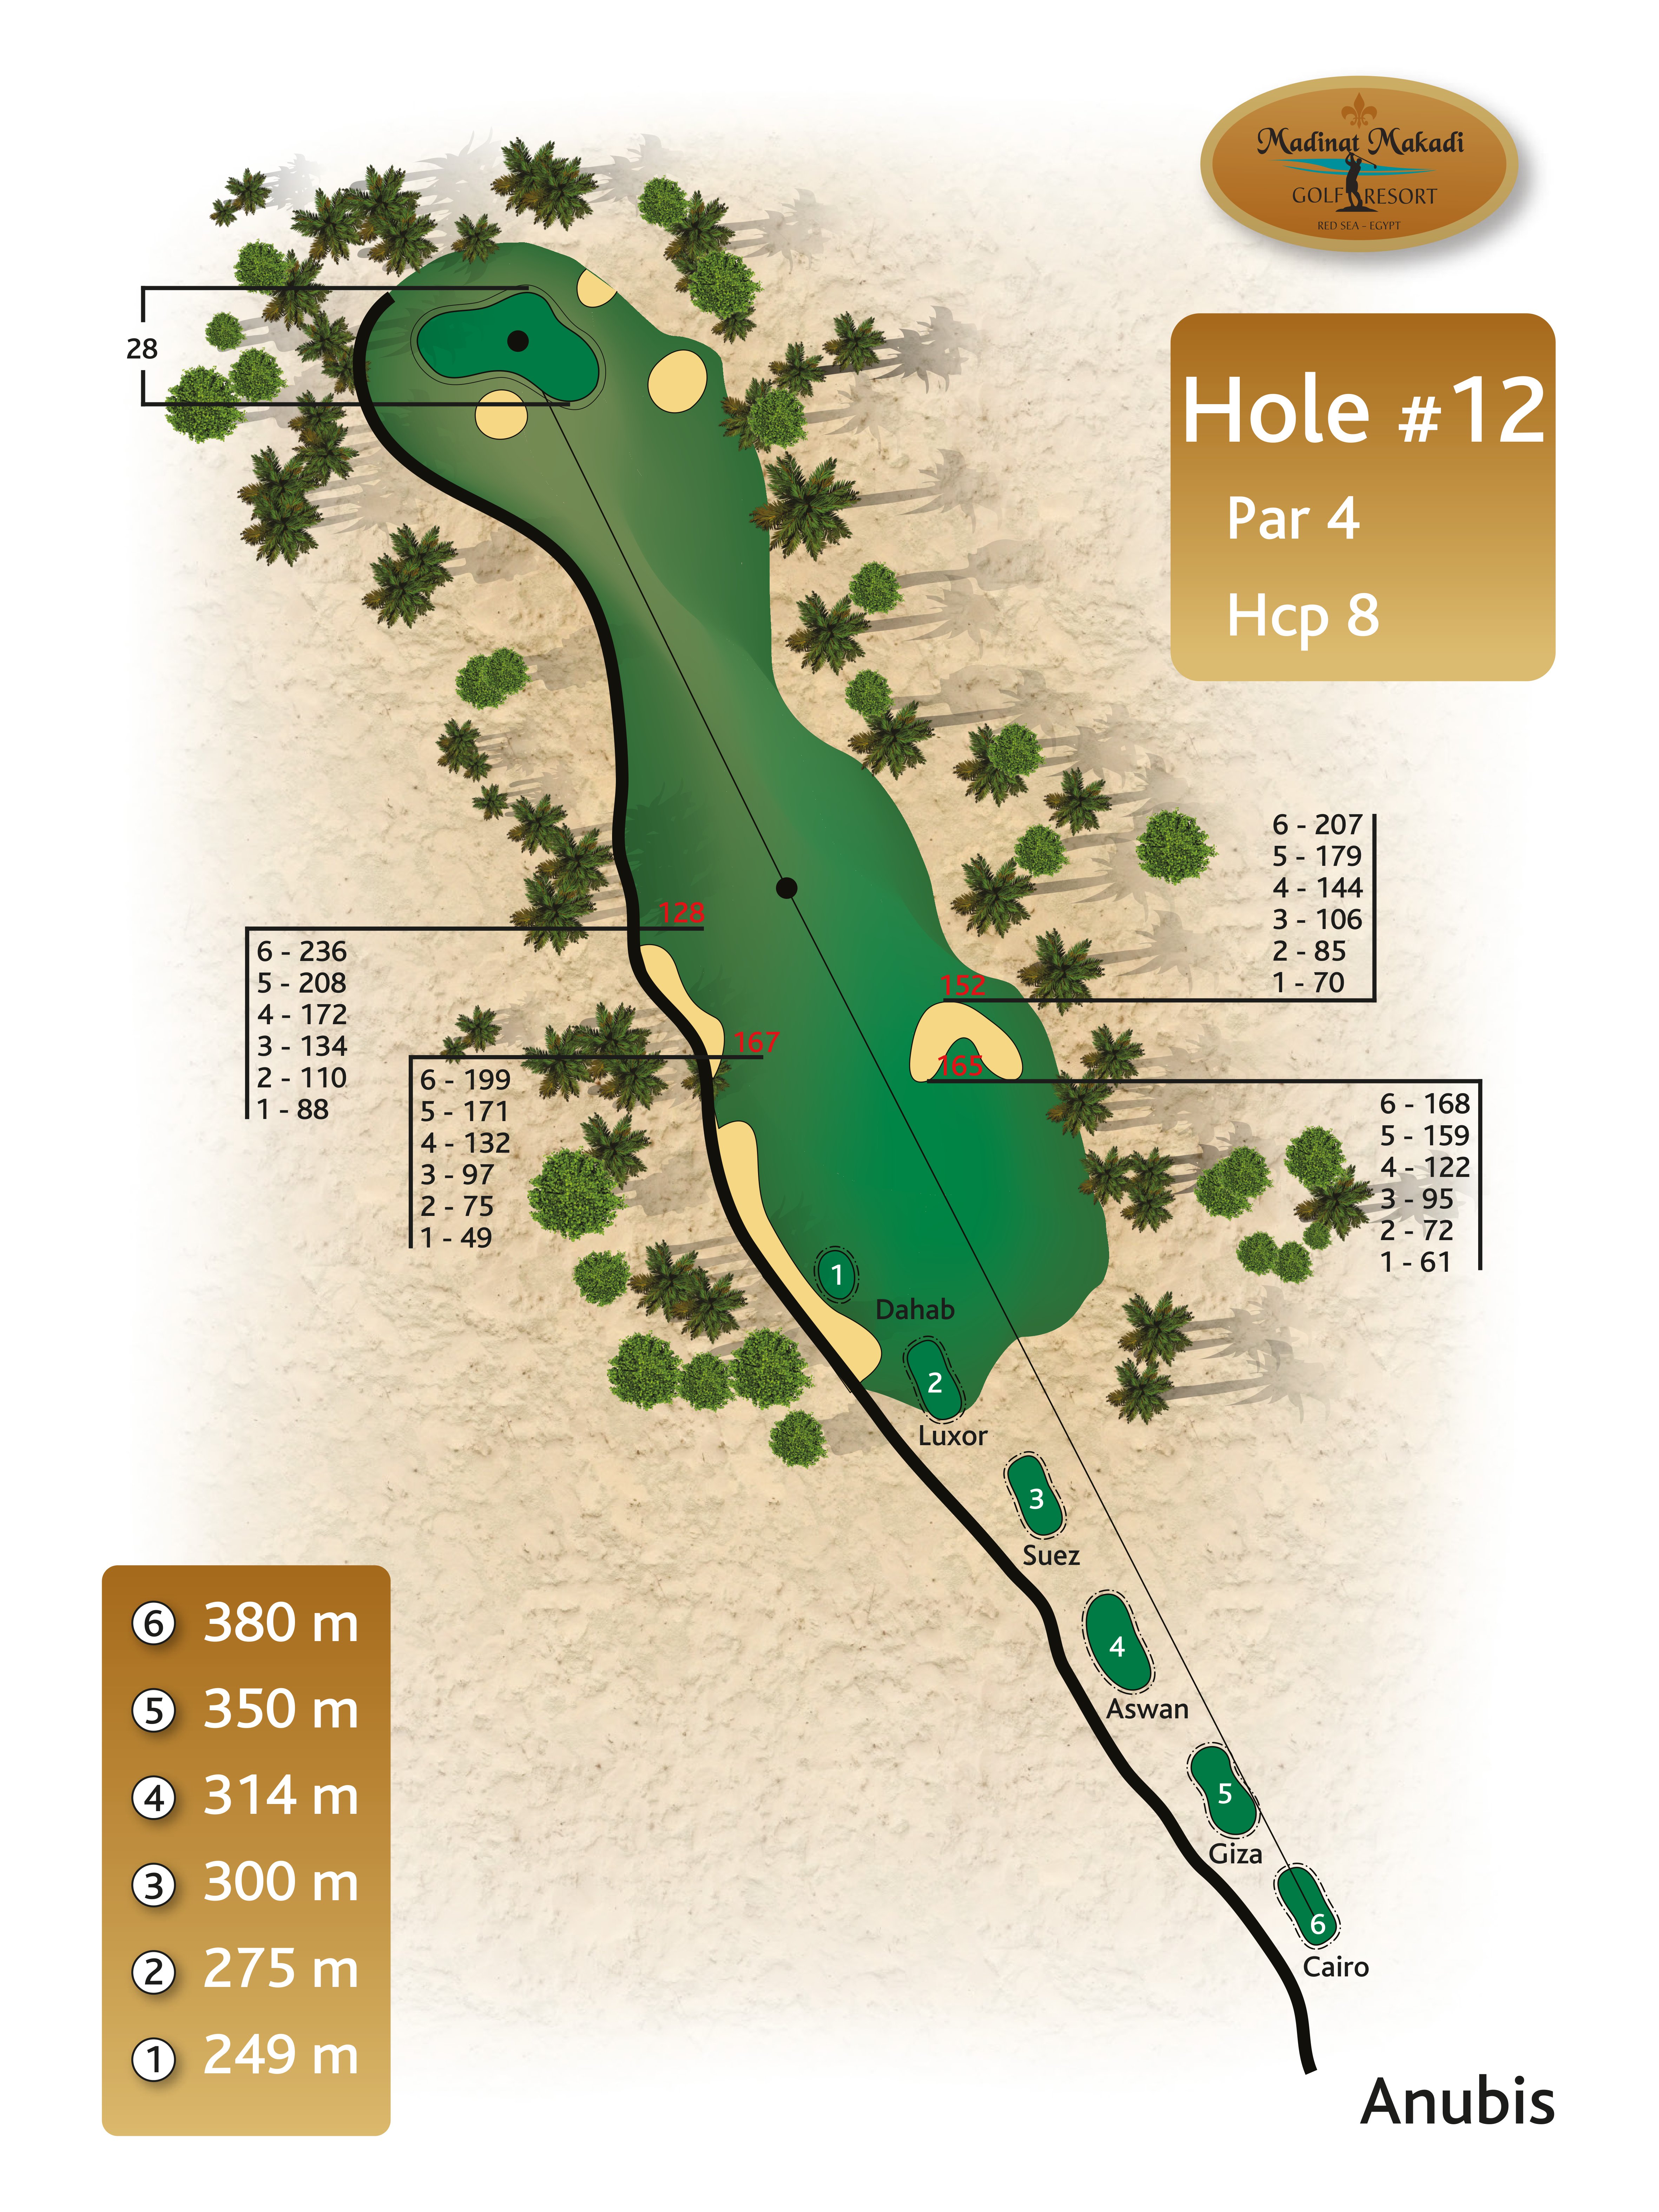 Madinat Makadi
GOLF RESORT
RED SEA - EGYPT
Hole #12
Par 4
Hcp 8
28
6 - 207
5 - 179
4 - 144
3 - 106
2 - 85
1 - 70
128
6 - 236
5 - 208
4 - 172
3 - 134
2 - 110
1 - 88
152
167
165
6 - 199
5 - 171
4 - 132
3 - 97
2 - 75
1 - 49
6 - 168
5 - 159
4 - 122
3 - 95
2 - 72
1 - 61
1
Dahab
2
Luxor
3
Suez
4
Aswan
5
Giza
6
Cairo
6 380 m
5 350 m
4 314 m
3 300 m
2 275 m
1 249 m
Anubis